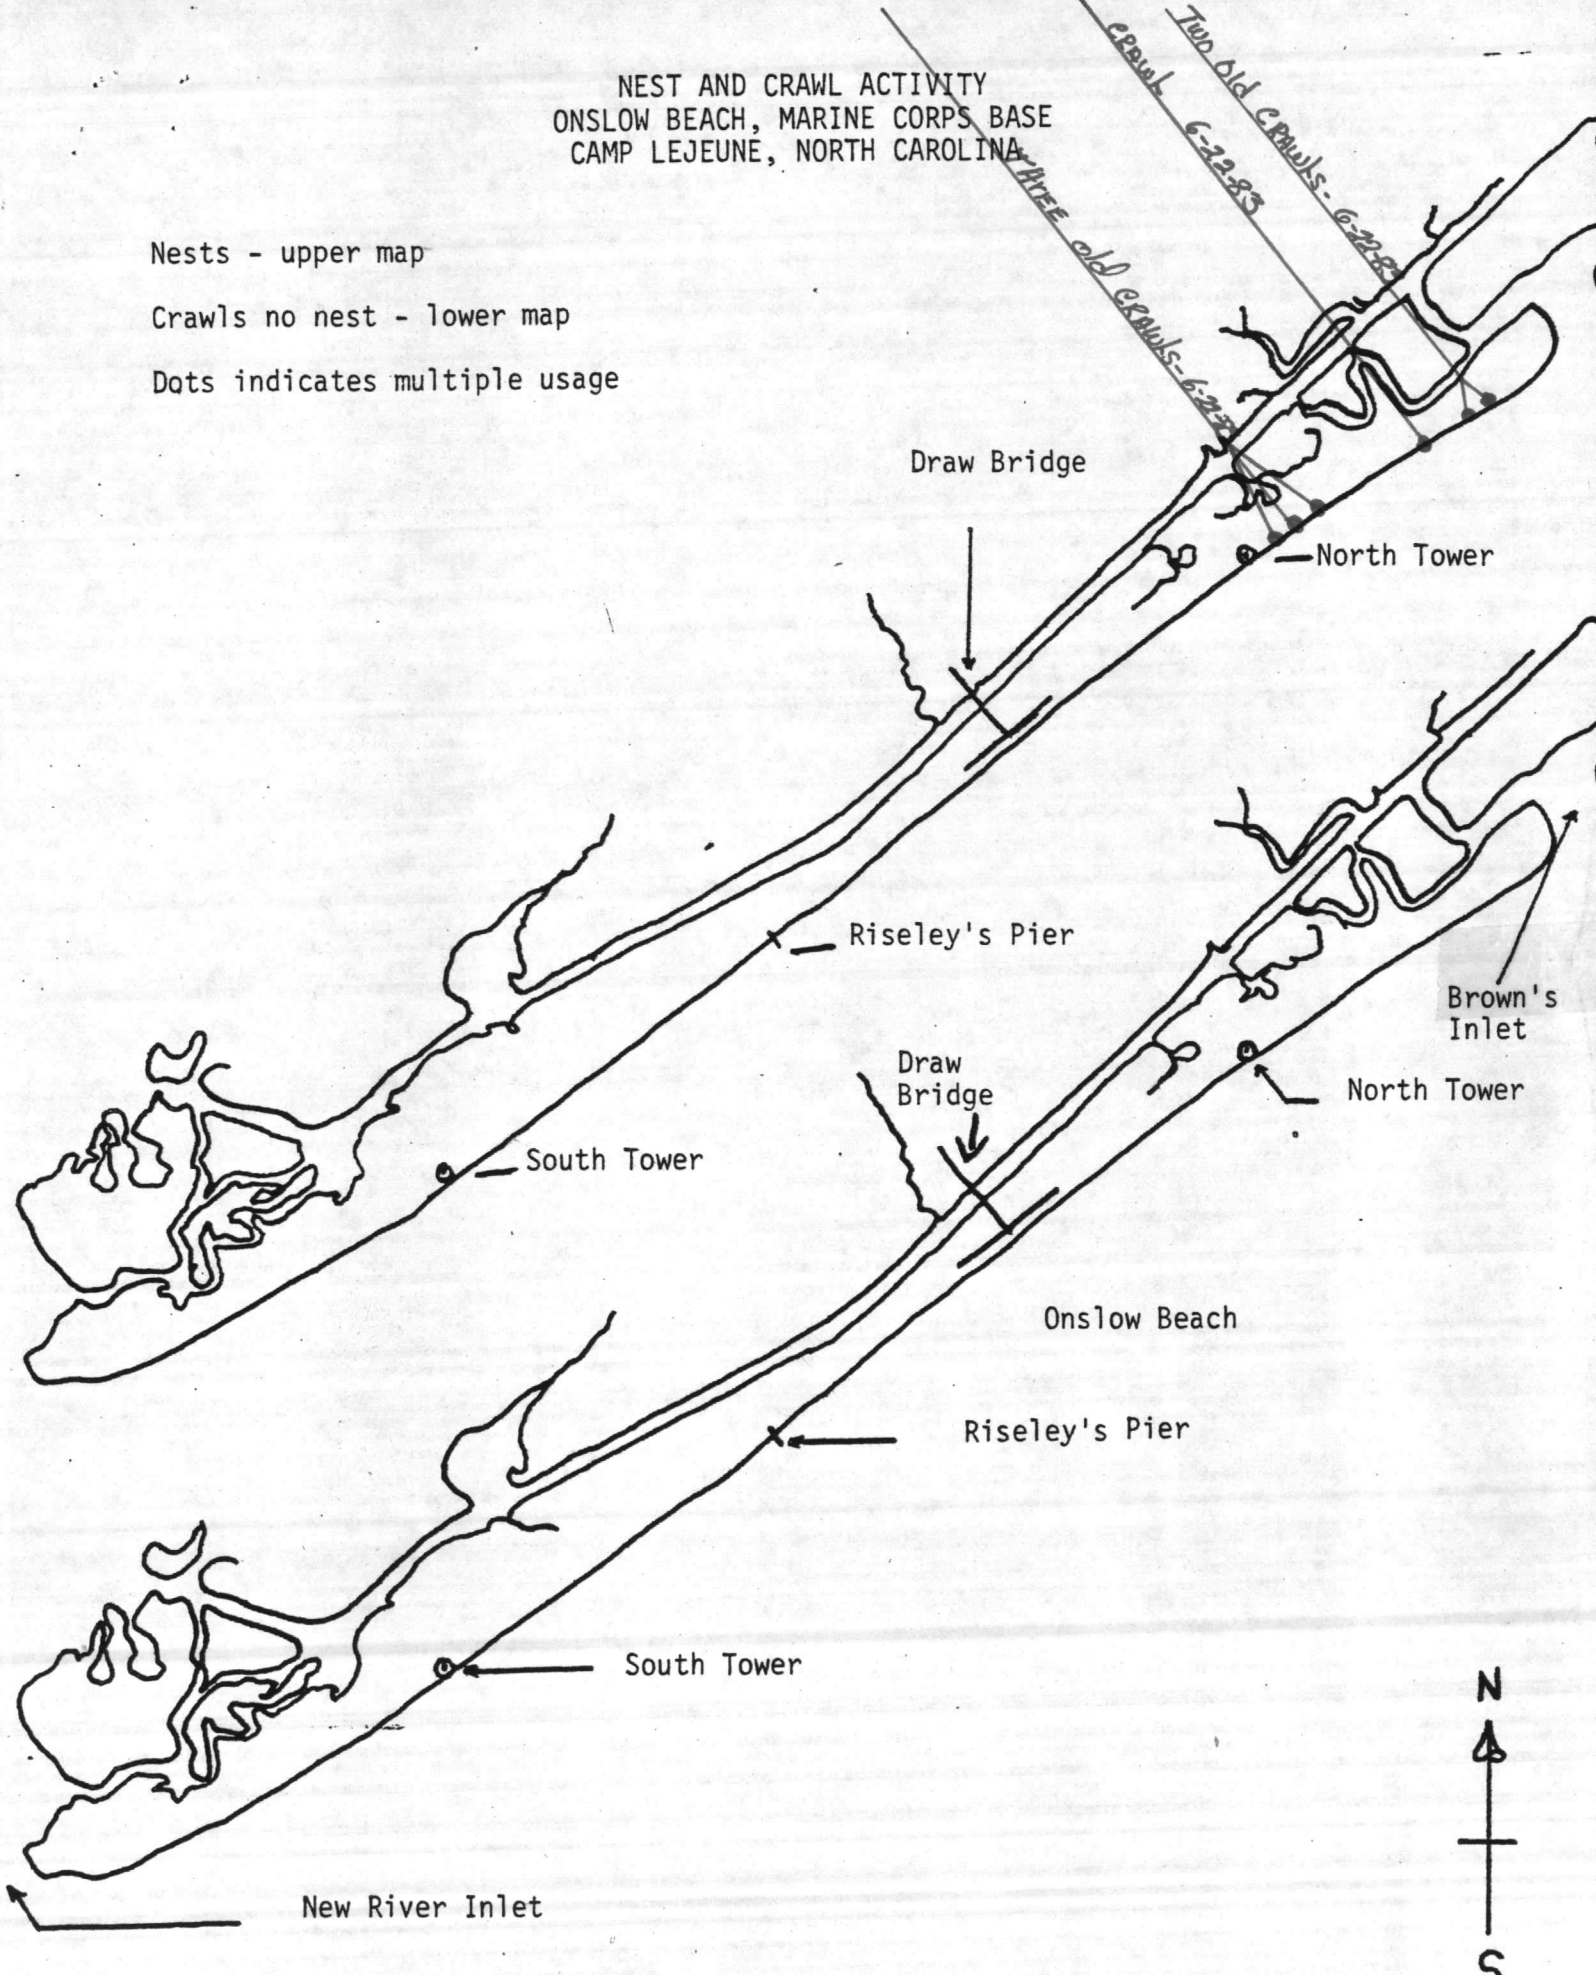 NEST AND CRAWL ACTIVITY
ONSLOW BEACH, MARINE CORPS BASE
CAMP LEJEUNE, NORTH CAROLINA
TWO Old CRAWLS - 6-22-83
CRAWL 6-22-83
THREE old CRAWLS - 6-22-83
Nests - upper map
Crawls no nest - lower map
Dots indicates multiple usage
Draw Bridge
North Tower
Riseley's Pier
South Tower
Brown's
Inlet
Draw
Bridge
North Tower
Onslow Beach
Riseley's Pier
South Tower
New River Inlet
N
S